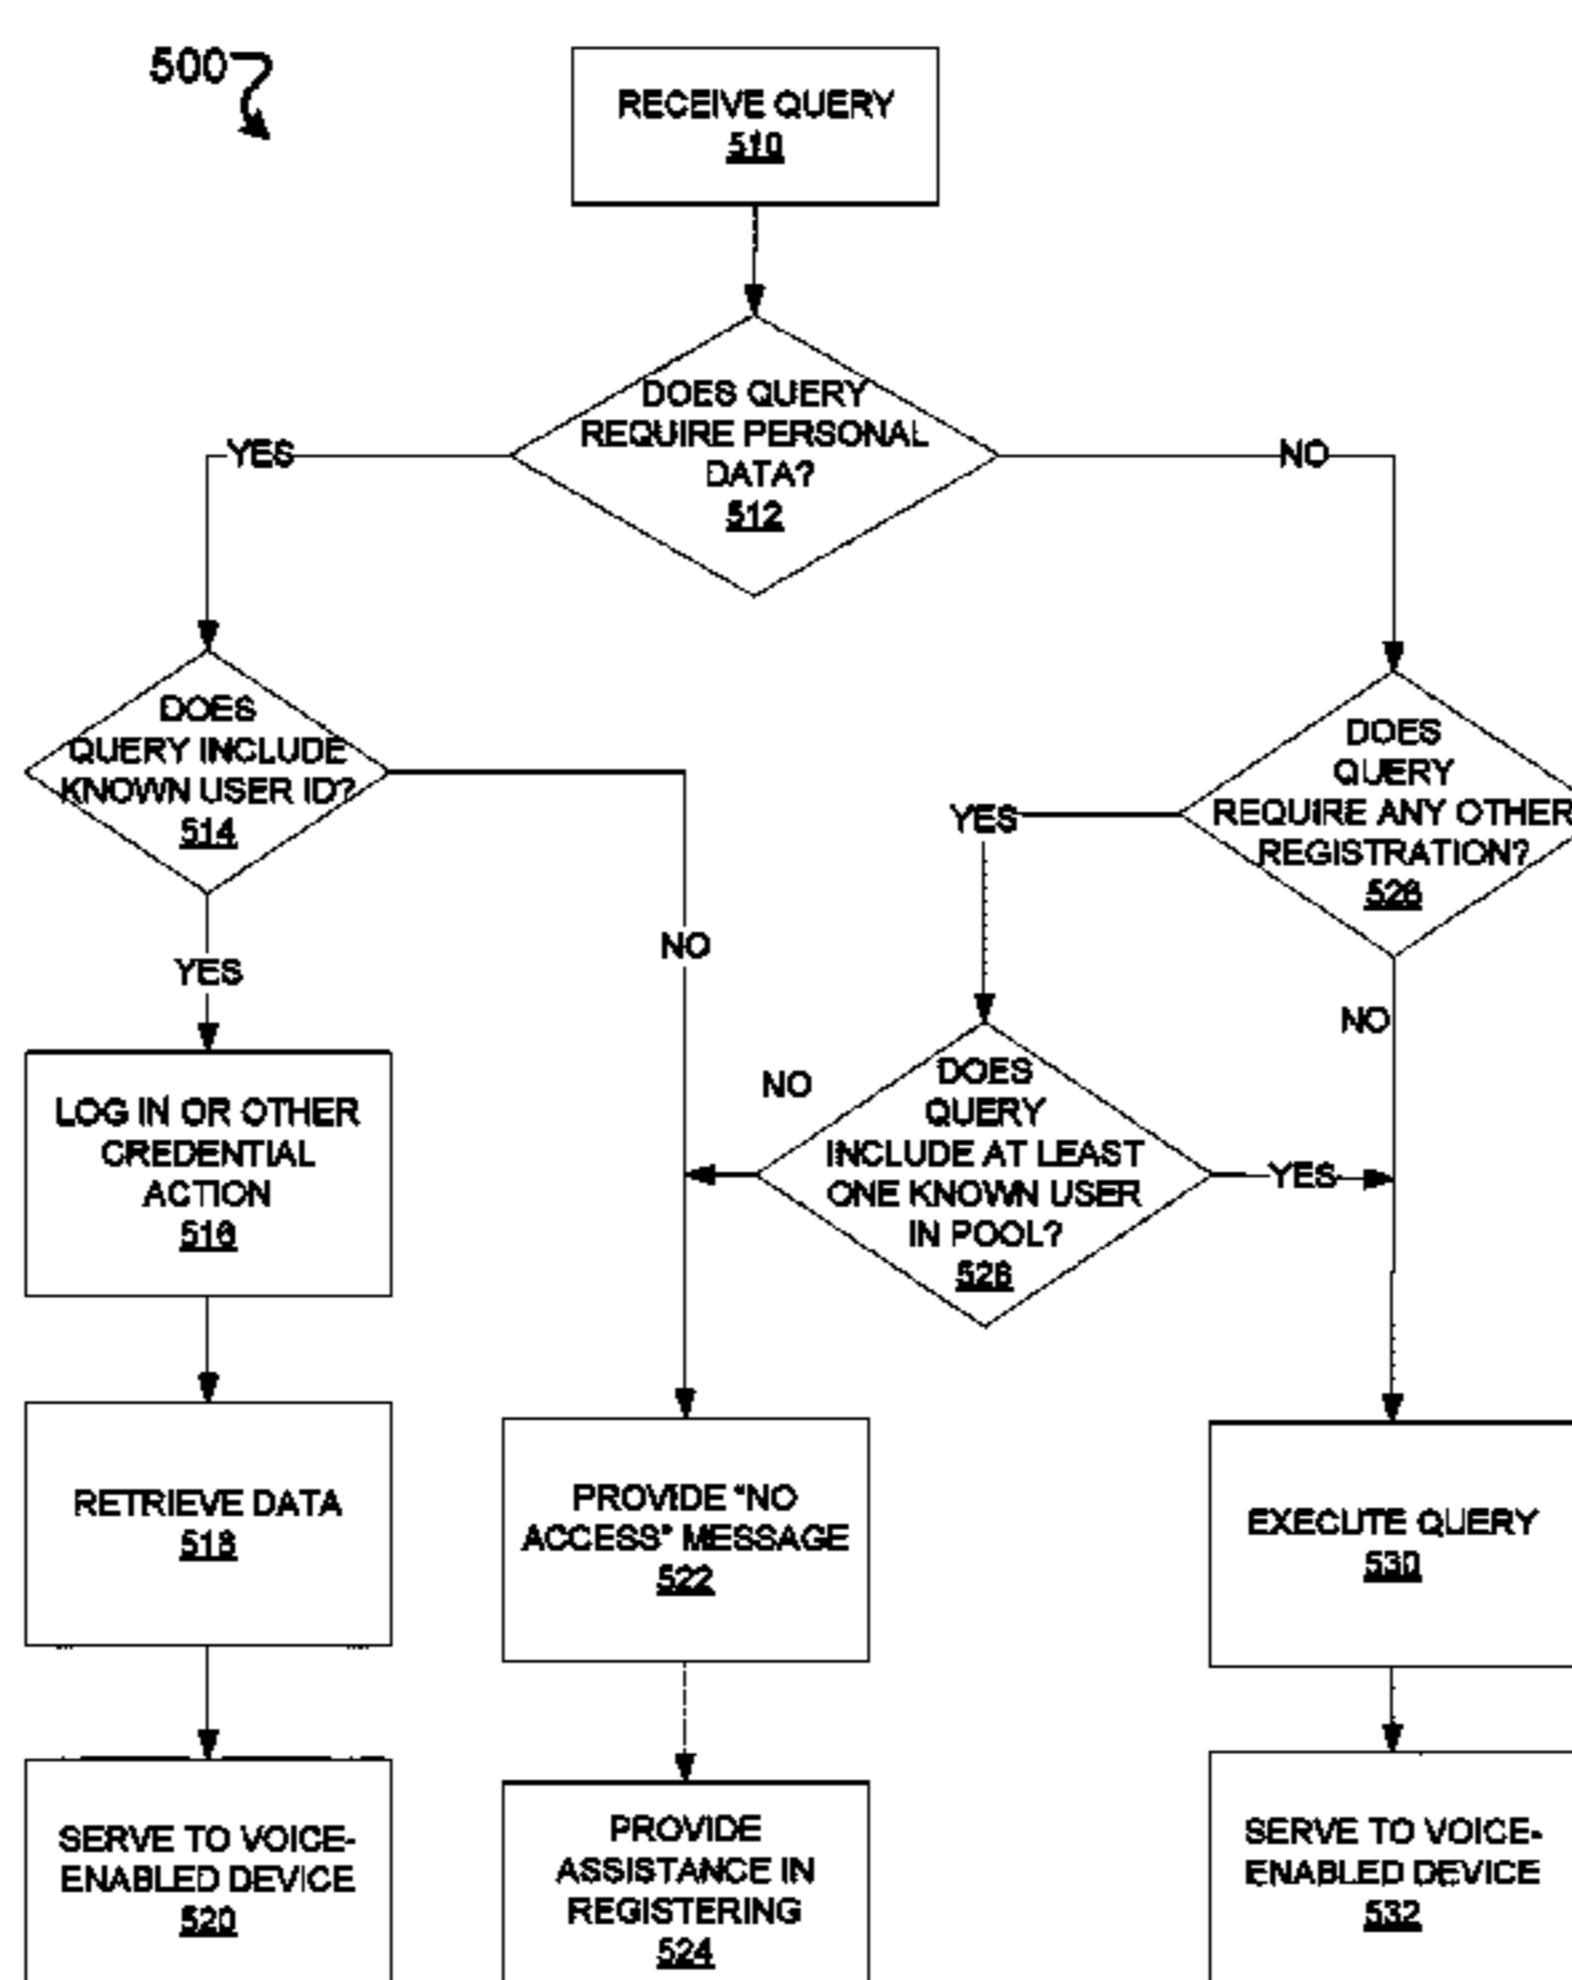 500
RECEIVE QUERY
510
DOES QUERY
REQUIRE PERSONAL
DATA?
512
YES
NO
DOES
QUERY INCLUDE
KNOWN USER ID?
514
DOES
QUERY
REQUIRE ANY OTHER
REGISTRATION?
526
YES
NO
YES
NO
NO
DOES
QUERY
INCLUDE AT LEAST
ONE KNOWN USER
IN POOL?
528
YES
LOG IN OR OTHER
CREDENTIAL
ACTION
516
RETRIEVE DATA
518
PROVIDE "NO
ACCESS" MESSAGE
522
EXECUTE QUERY
530
SERVE TO VOICE-
ENABLED DEVICE
520
PROVIDE
ASSISTANCE IN
REGISTERING
524
SERVE TO VOICE-
ENABLED DEVICE
532